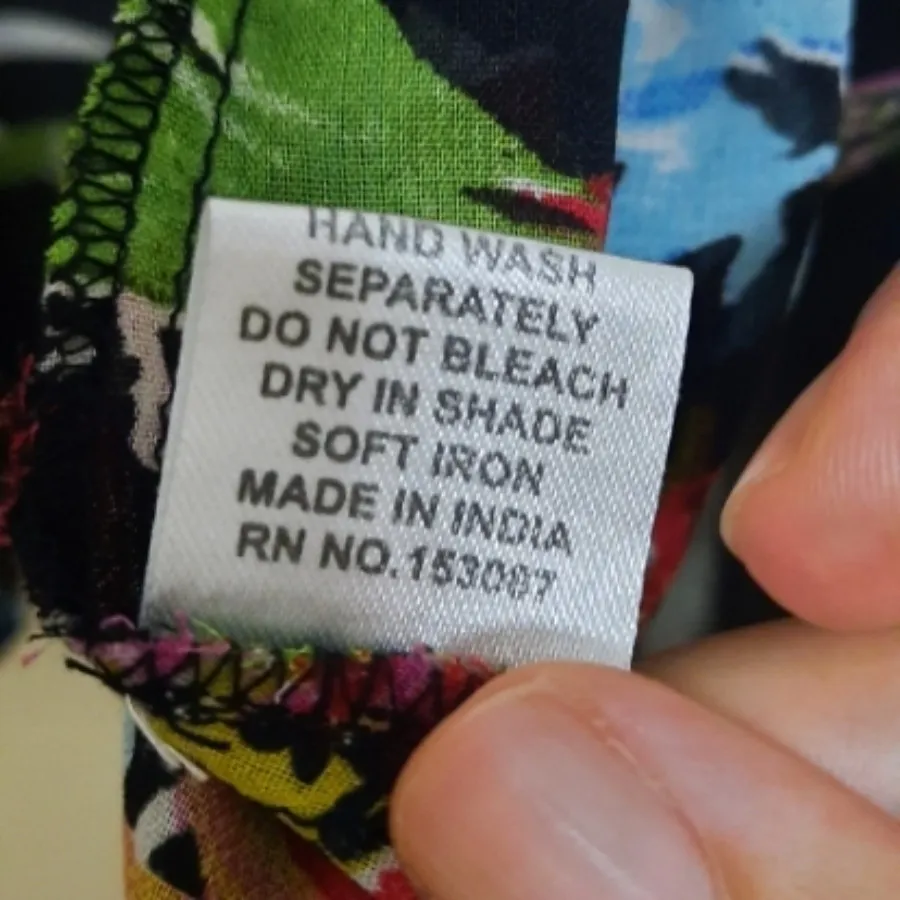 HAND WASH
SEPARATELY
DO NOT BLEACH
DRY IN SHADE
SOFT IRON
MADE IN INDIA
RN NO.153087